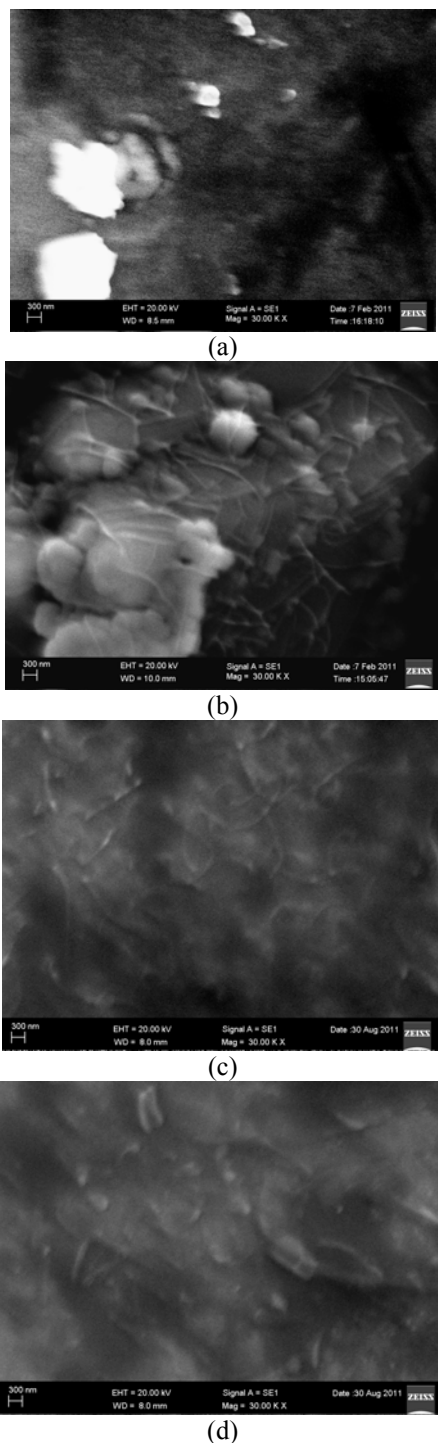 300 nm EHT = 20.00 kV Signal A = SE1 Date :7 Feb 2011 ZEISS
WD = 8.5 mm Mag = 30.00 K X Time :16:18:10
(a)
300 nm EHT = 20.00 kV Signal A = SE1 Date :7 Feb 2011 ZEISS
WD = 10.0 mm Mag = 30.00 K X Time :15:05:47
(b)
300 nm EHT = 20.00 kV Signal A = SE1 Date :30 Aug 2011 ZEISS
WD = 8.0 mm Mag = 30.00 K X
(c)
300 nm EHT = 20.00 kV Signal A = SE1 Date :30 Aug 2011 ZEISS
WD = 8.0 mm Mag = 30.00 K X
(d)